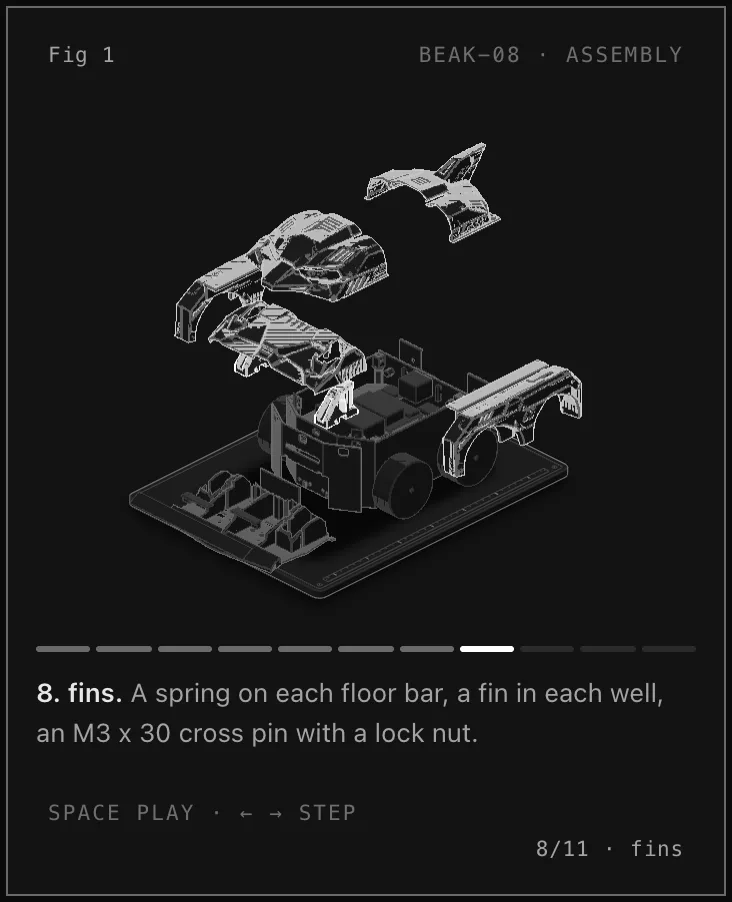 Fig 1
BEAK-08 · ASSEMBLY
8. fins. A spring on each floor bar, a fin in each well,
an M3 x 30 cross pin with a lock nut.
SPACE PLAY · ← → STEP
8/11 · fins